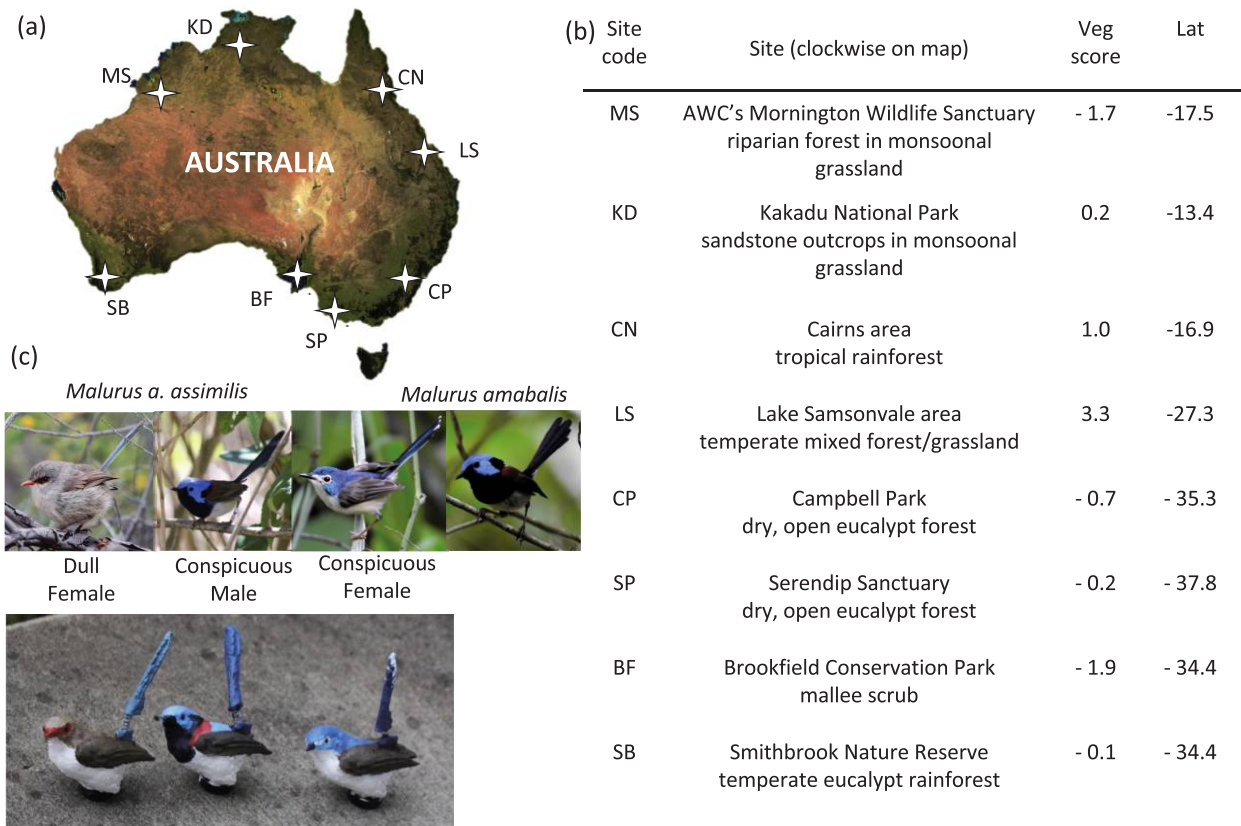 (a)
KD
MS
CN
AUSTRALIA
LS
SB
BF
SP
CP
(b)
Site code
Site (clockwise on map)
Veg score
Lat
MS
AWC's Mornington Wildlife Sanctuary
riparian forest in monsoonal
grassland
- 1.7
-17.5
KD
Kakadu National Park
sandstone outcrops in monsoonal
grassland
0.2
-13.4
CN
Cairns area
tropical rainforest
1.0
-16.9
LS
Lake Samsonvale area
temperate mixed forest/grassland
3.3
-27.3
CP
Campbell Park
dry, open eucalypt forest
- 0.7
- 35.3
SP
Serendip Sanctuary
dry, open eucalypt forest
- 0.2
- 37.8
BF
Brookfield Conservation Park
mallee scrub
- 1.9
- 34.4
SB
Smithbrook Nature Reserve
temperate eucalypt rainforest
- 0.1
- 34.4
(c)
Malurus a. assimilis
Malurus amabalis
Dull
Female
Conspicuous
Male
Conspicuous
Female